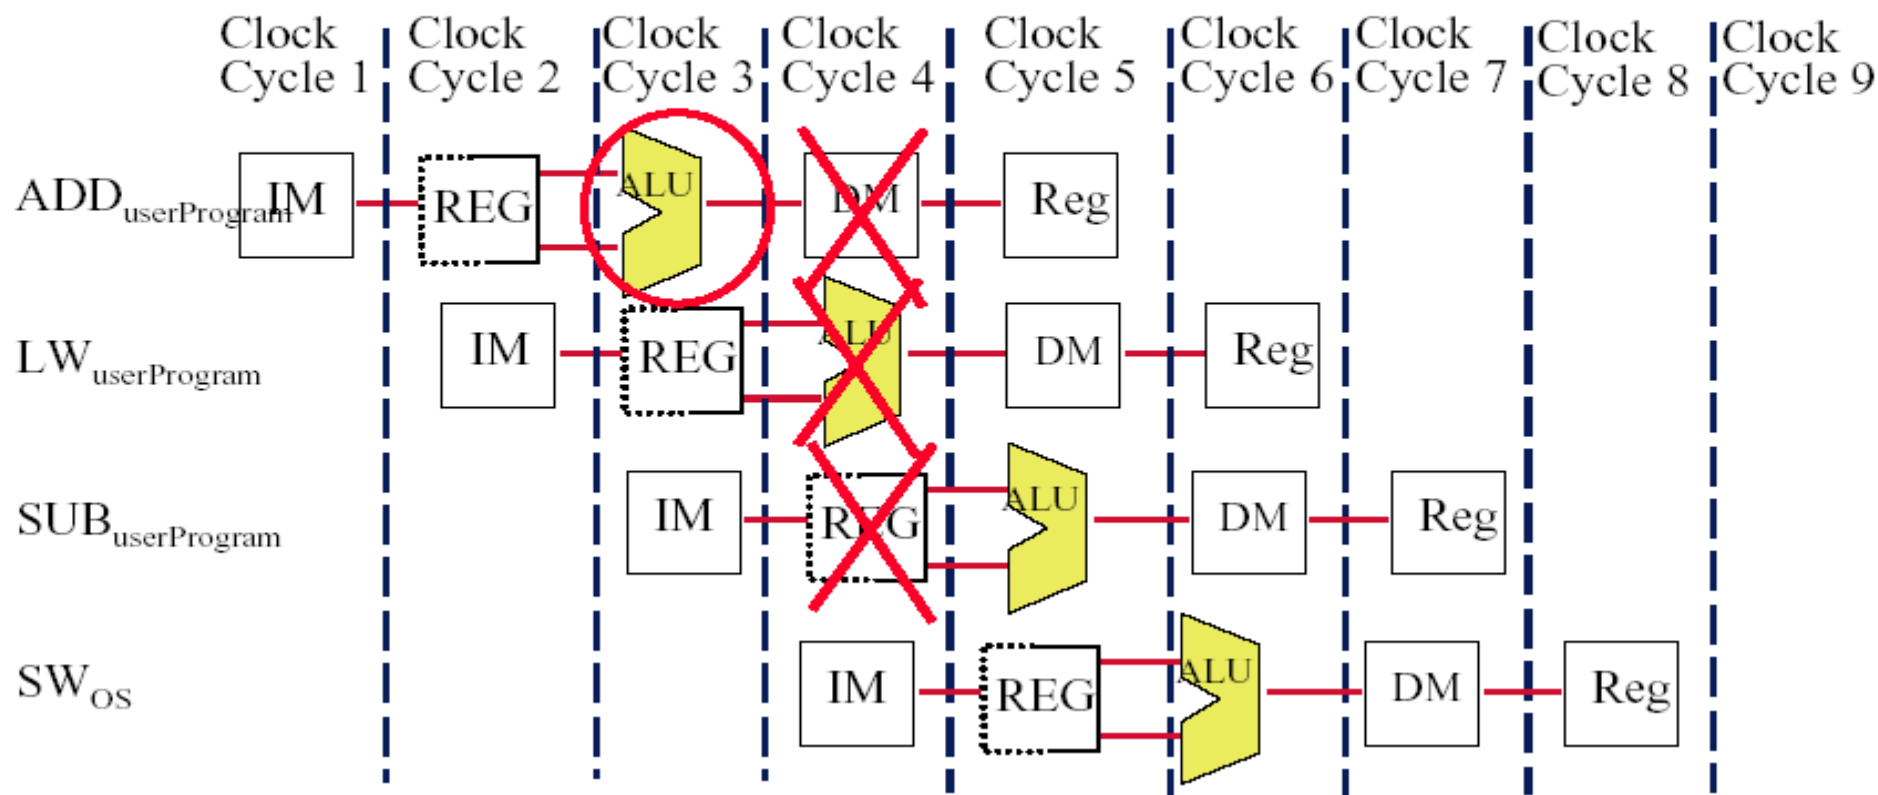 Clock Clock Clock Clock Clock Clock Clock Clock Clock
Cycle 1 Cycle 2 Cycle 3 Cycle 4 Cycle 5 Cycle 6 Cycle 7 Cycle 8 Cycle 9
ADDuserProgram IM REG ALU DM Reg
LWuserProgram IM REG ALU DM Reg
SUBuserProgram IM REG ALU DM Reg
SWOS IM REG ALU DM Reg